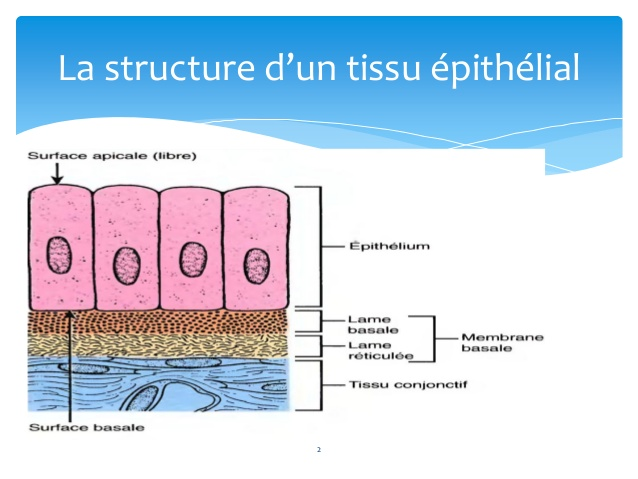 La structure d’un tissu épithélial
Surface apicale (libre)
Épithélium
Lame
basale
Membrane
basale
Lame
réticulée
Tissu conjonctif
Surface basale
2